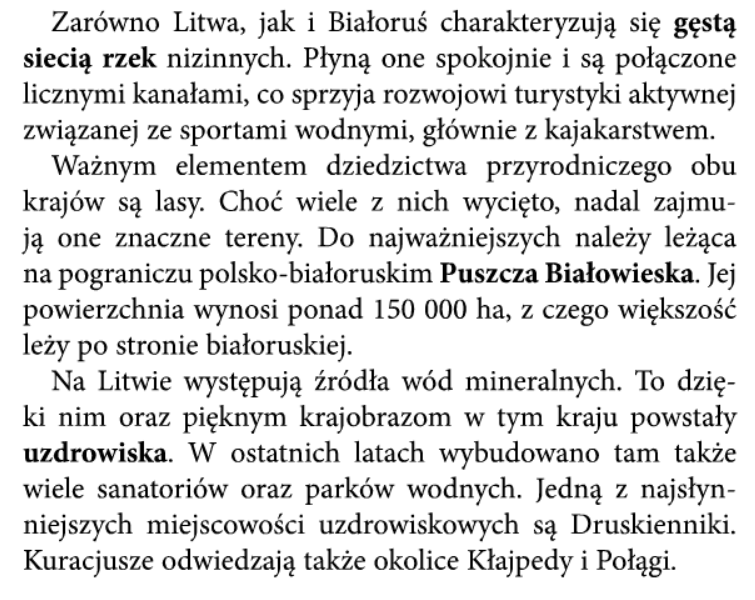 Zarówno Litwa, jak i Białoruś charakteryzują się gęstą
siecią rzek nizinnych. Płyną one spokojnie i są połączone
licznymi kanałami, co sprzyja rozwojowi turystyki aktywnej
związanej ze sportami wodnymi, głównie z kajakarstwem.
Ważnym elementem dziedzictwa przyrodniczego obu
krajów są lasy. Choć wiele z nich wycięto, nadal zajmu-
ją one znaczne tereny. Do najważniejszych należy leżąca
na pograniczu polsko-białoruskim Puszcza Białowieska. Jej
powierzchnia wynosi ponad 150 000 ha, z czego większość
leży po stronie białoruskiej.
Na Litwie występują źródła wód mineralnych. To dzię-
ki nim oraz pięknym krajobrazom w tym kraju powstały
uzdrowiska. W ostatnich latach wybudowano tam także
wiele sanatoriów oraz parków wodnych. Jedną z najsłyn-
niejszych miejscowości uzdrowiskowych są Druskienniki.
Kuracjusze odwiedzają także okolice Kłajpedy i Połągi.